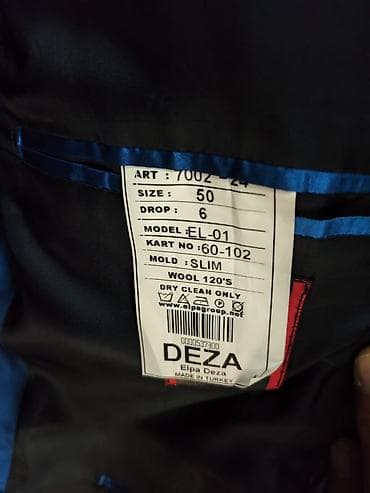 ART : 7002 - 24
SIZE : 50
DROP : 6
MODEL : EL-01
KART NO : 60-102
MOLD : SLIM
WOOL 120'S
DRY CLEAN ONLY
www.elpagroup.net
0000537900
DEZA
Elpa Deza
MADE IN TURKEY